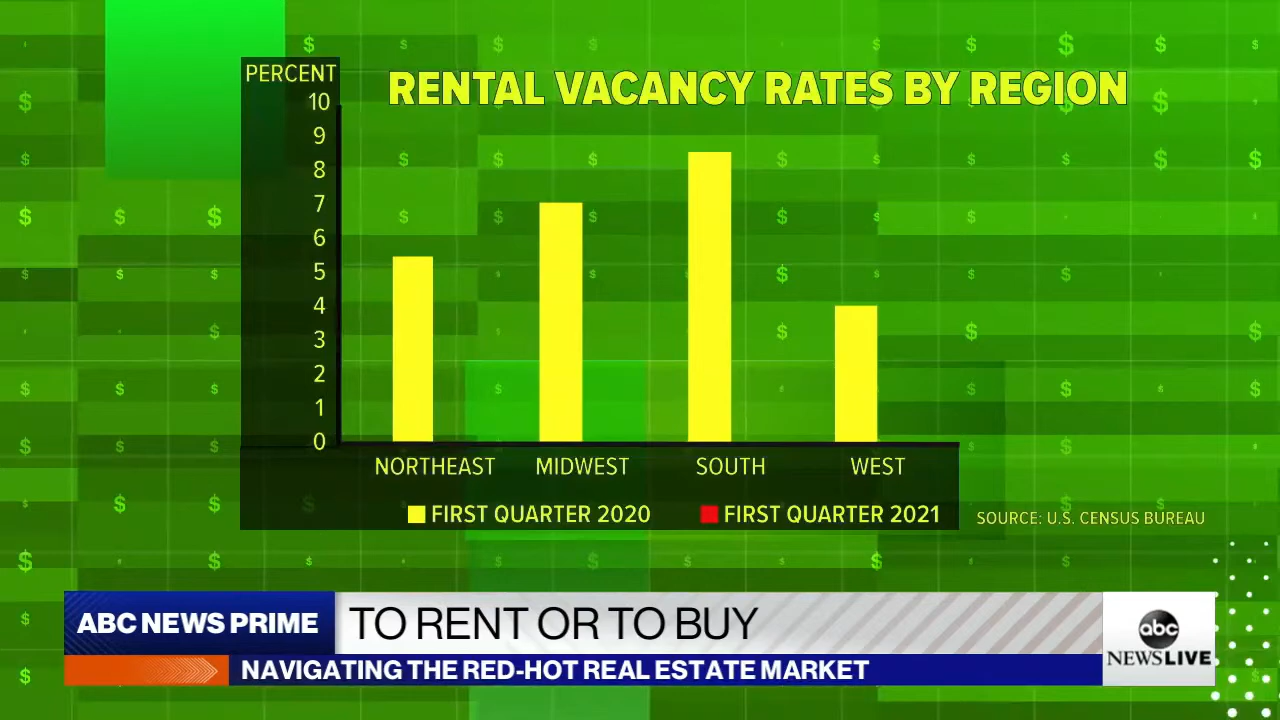 PERCENT
RENTAL VACANCY RATES BY REGION
10
9
8
7
6
5
4
3
2
1
0
NORTHEAST MIDWEST SOUTH WEST
FIRST QUARTER 2020 FIRST QUARTER 2021
SOURCE: U.S. CENSUS BUREAU
ABC NEWS PRIME TO RENT OR TO BUY
NAVIGATING THE RED-HOT REAL ESTATE MARKET
abc
NEWSLIVE